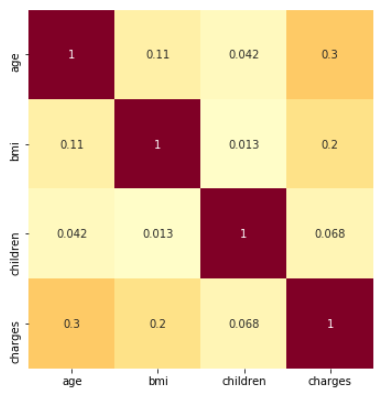 age 1 0.11 0.042 0.3
bmi 0.11 1 0.013 0.2
children 0.042 0.013 1 0.068
charges 0.3 0.2 0.068 1
age bmi children charges